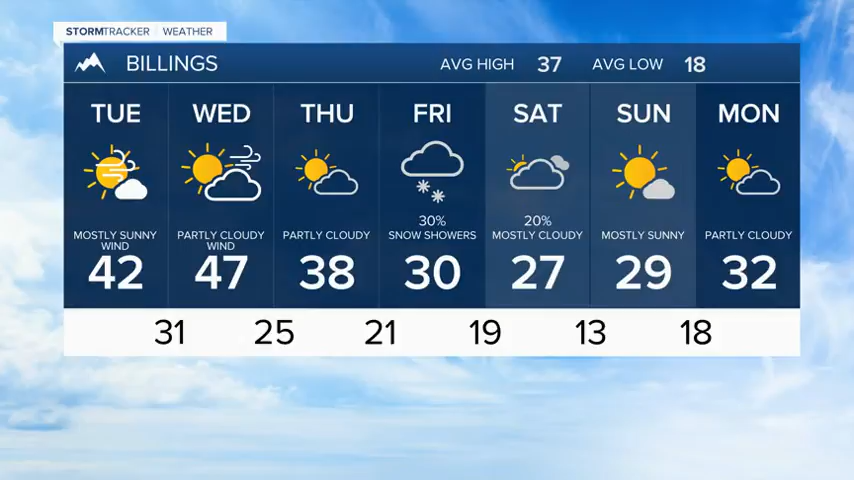 STORMTRACKER WEATHER
BILLINGS AVG HIGH 37 AVG LOW 18
TUE WED THU FRI SAT SUN MON
30% 20%
MOSTLY SUNNY PARTLY CLOUDY PARTLY CLOUDY SNOW SHOWERS MOSTLY CLOUDY MOSTLY SUNNY PARTLY CLOUDY
WIND WIND
42 47 38 30 27 29 32
31 25 21 19 13 18